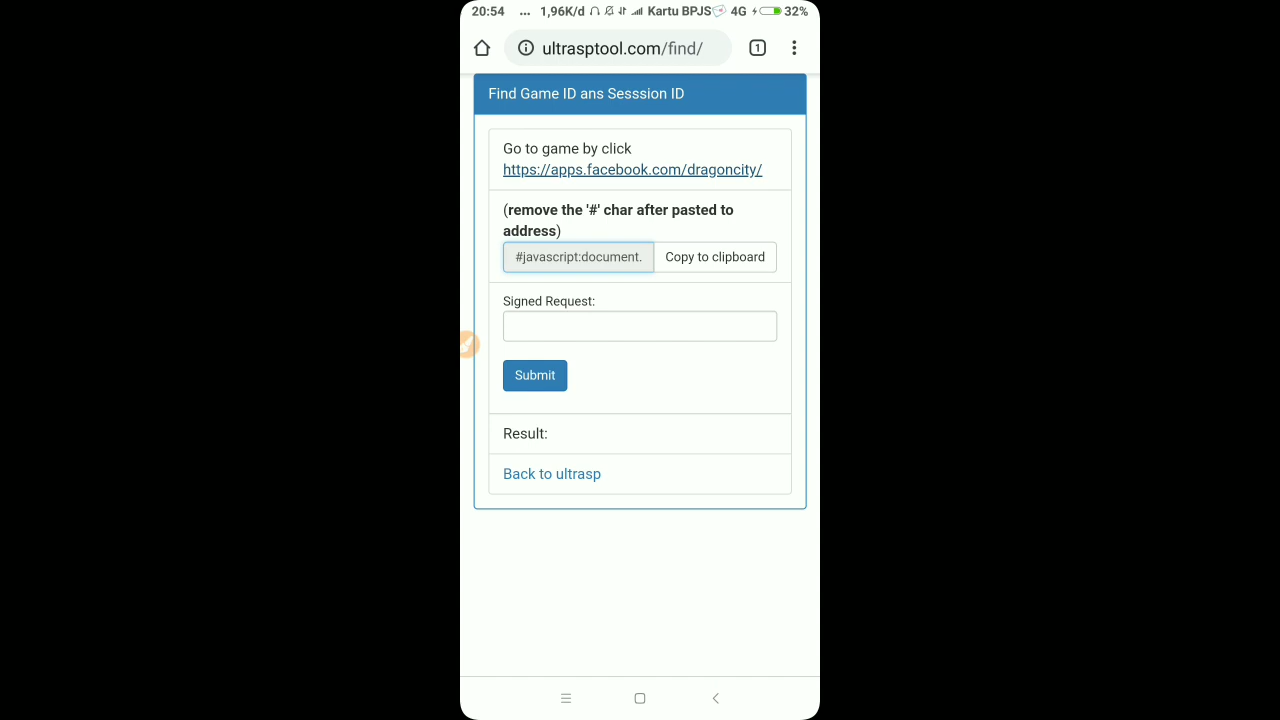 20:54 ... 1,96K/d Kartu BPJS 4G 32%
ultrasptool.com/find/ 1
Find Game ID ans Sesssion ID
Go to game by click
https://apps.facebook.com/dragoncity/
(remove the '#' char after pasted to
address)
#javascript:document. Copy to clipboard
Signed Request:
Submit
Result:
Back to ultrasp